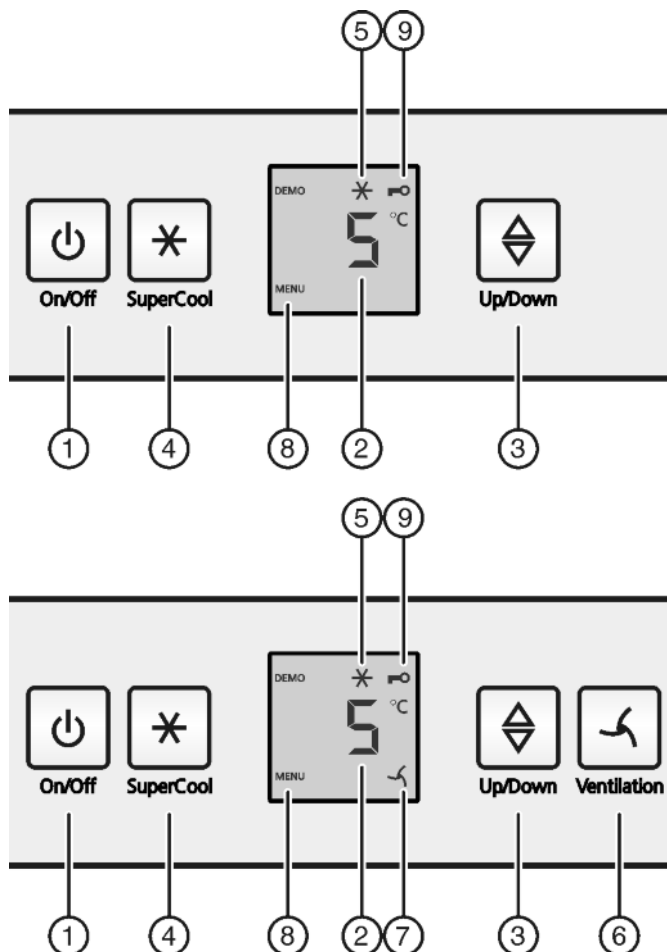 5 9
DEMO
5 °C
MENU
On/Off SuperCool Up/Down
1 4 8 2 3
5 9
DEMO
5 °C
MENU
On/Off SuperCool Up/Down Ventilation
1 4 8 2 7 3 6